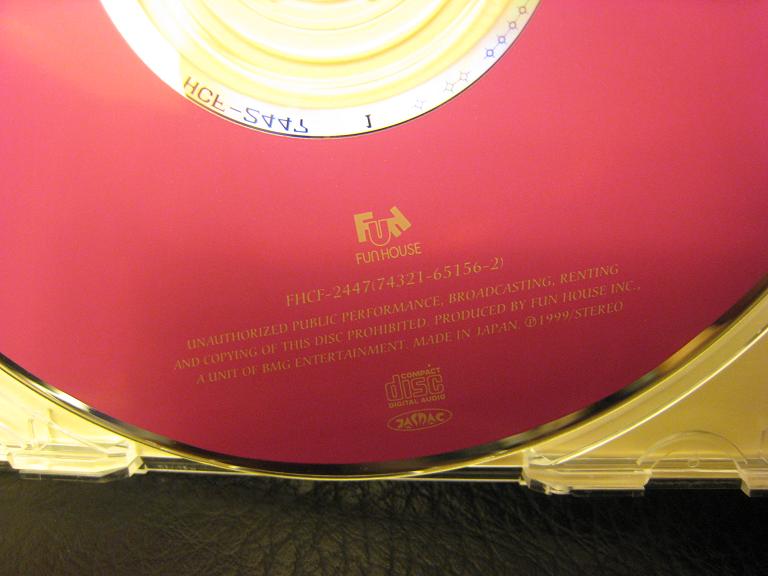 HCF-2447 1
FUN
FUN HOUSE
FHCF-2447(74321-65156-2)
UNAUTHORIZED PUBLIC PERFORMANCE, BROADCASTING, RENTING
AND COPYING OF THIS DISC PROHIBITED. PRODUCED BY FUN HOUSE INC.,
A UNIT OF BMG ENTERTAINMENT. MADE IN JAPAN. Ⓟ1999/STEREO
COMPACT
disc
DIGITAL AUDIO
JASRAC